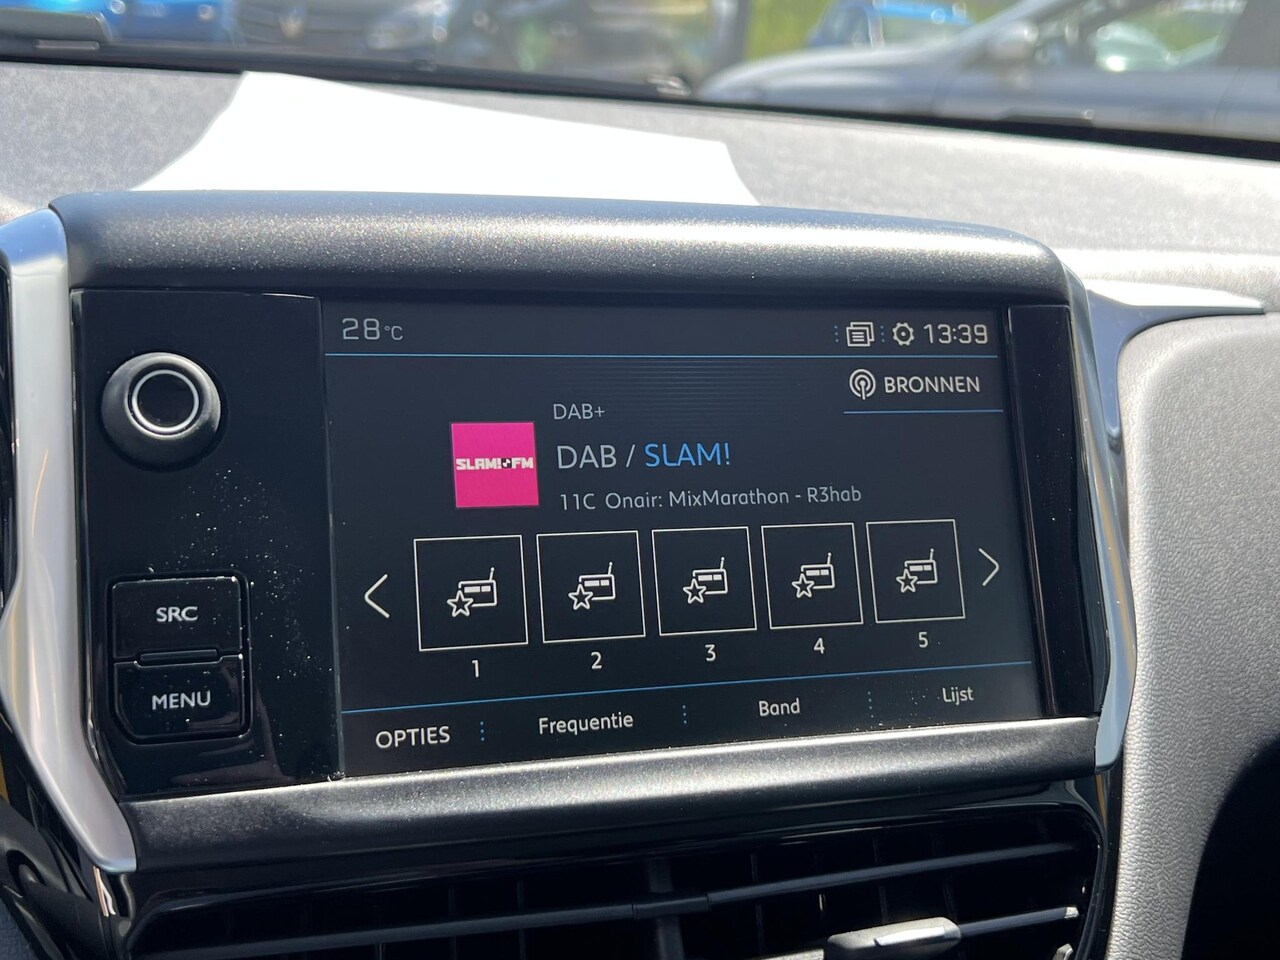 28°C
13:39
BRONNEN
DAB+
SLAM! FM
DAB / SLAM!
11C Onair: MixMarathon - R3hab
SRC
MENU
1 2 3 4 5
OPTIES Frequentie Band Lijst